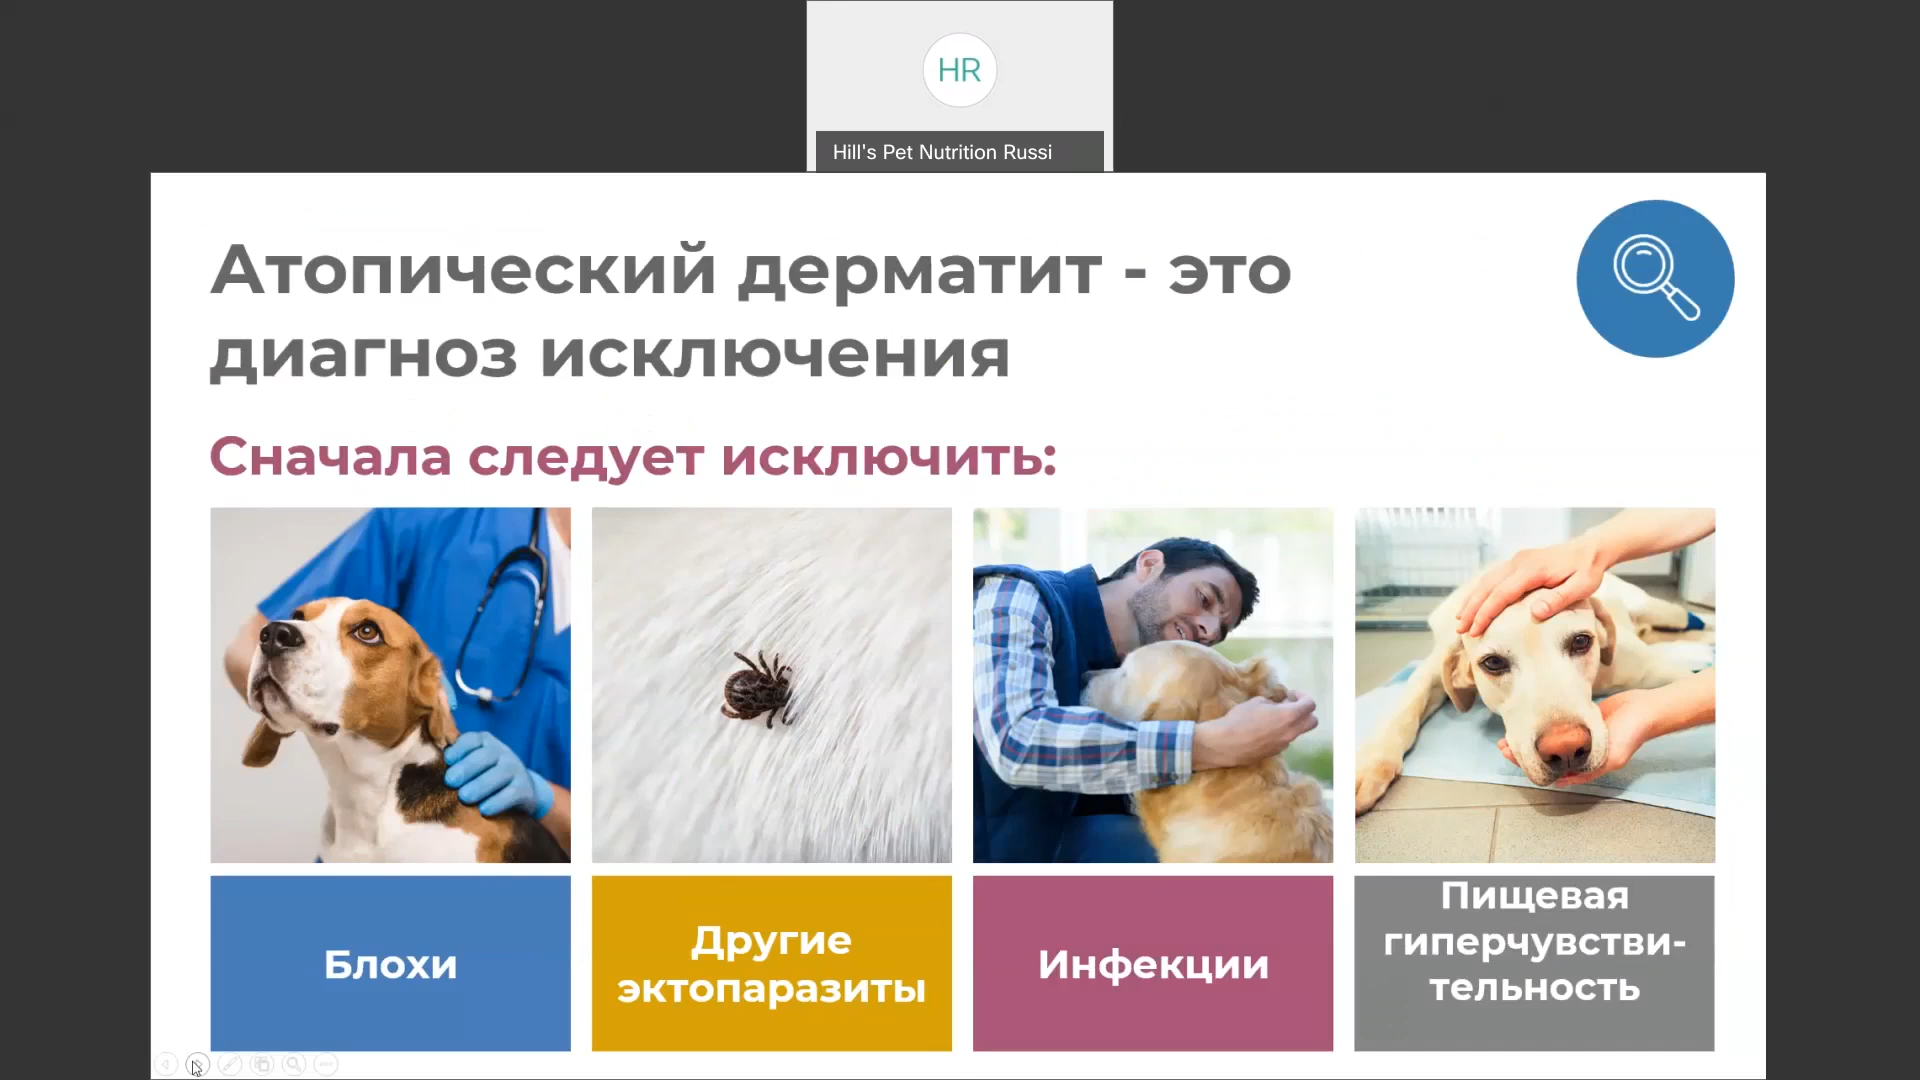 HR
Hill's Pet Nutrition Russi
Атопический дерматит - это
диагноз исключения
Сначала следует исключить:
Блохи
Другие
эктопаразиты
Инфекции
Пищевая
гиперчувстви-
тельность